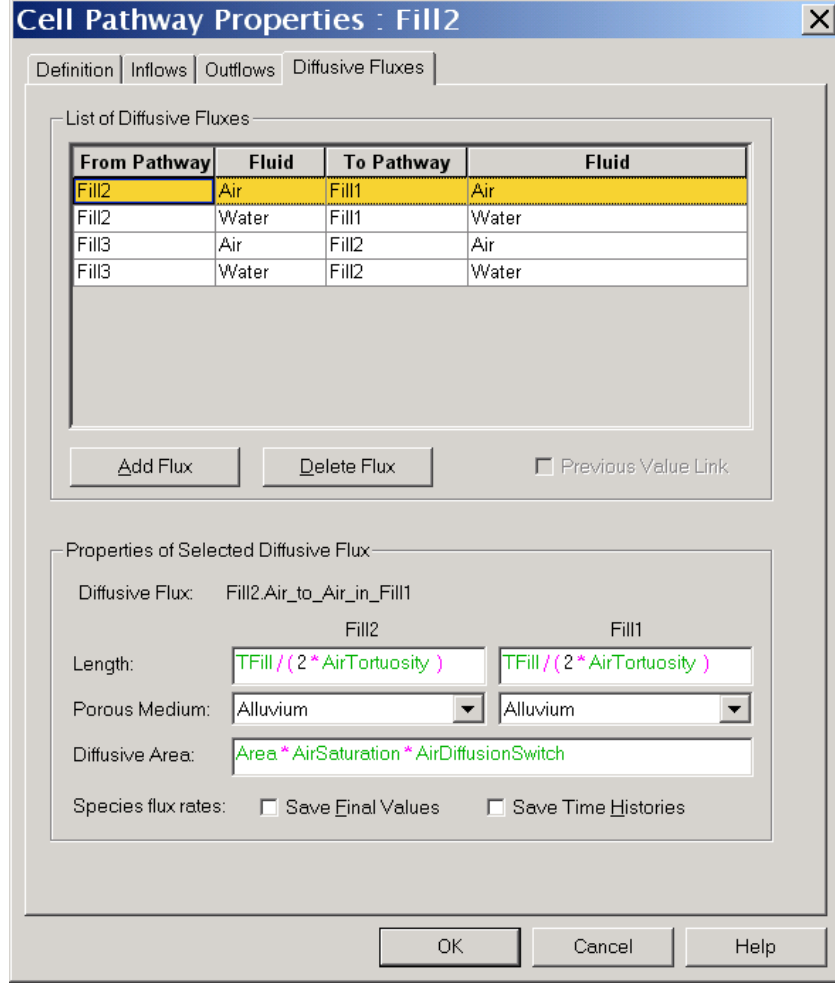 Cell Pathway Properties : Fill2
Definition Inflows Outflows Diffusive Fluxes
List of Diffusive Fluxes
From Pathway Fluid To Pathway Fluid
Fill2 Air Fill1 Air
Fill2 Water Fill1 Water
Fill3 Air Fill2 Air
Fill3 Water Fill2 Water
Add Flux Delete Flux Previous Value Link
Properties of Selected Diffusive Flux
Diffusive Flux: Fill2.Air_to_Air_in_Fill1
Fill2 Fill1
Length: TFill / ( 2 * AirTortuosity ) TFill / ( 2 * AirTortuosity )
Porous Medium: Alluvium Alluvium
Diffusive Area: Area * AirSaturation * AirDiffusionSwitch
Species flux rates: Save Final Values Save Time Histories
OK Cancel Help